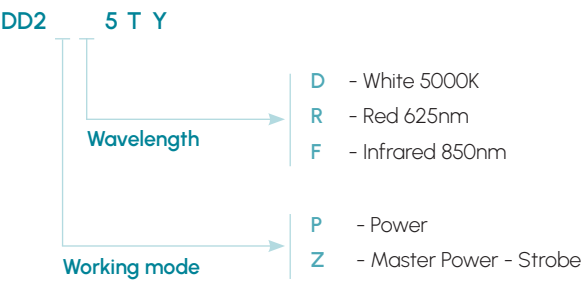 DD2 5 T Y
D - White 5000K
R - Red 625nm
Wavelength
F - Infrared 850nm
P - Power
Z - Master Power - Strobe
Working mode